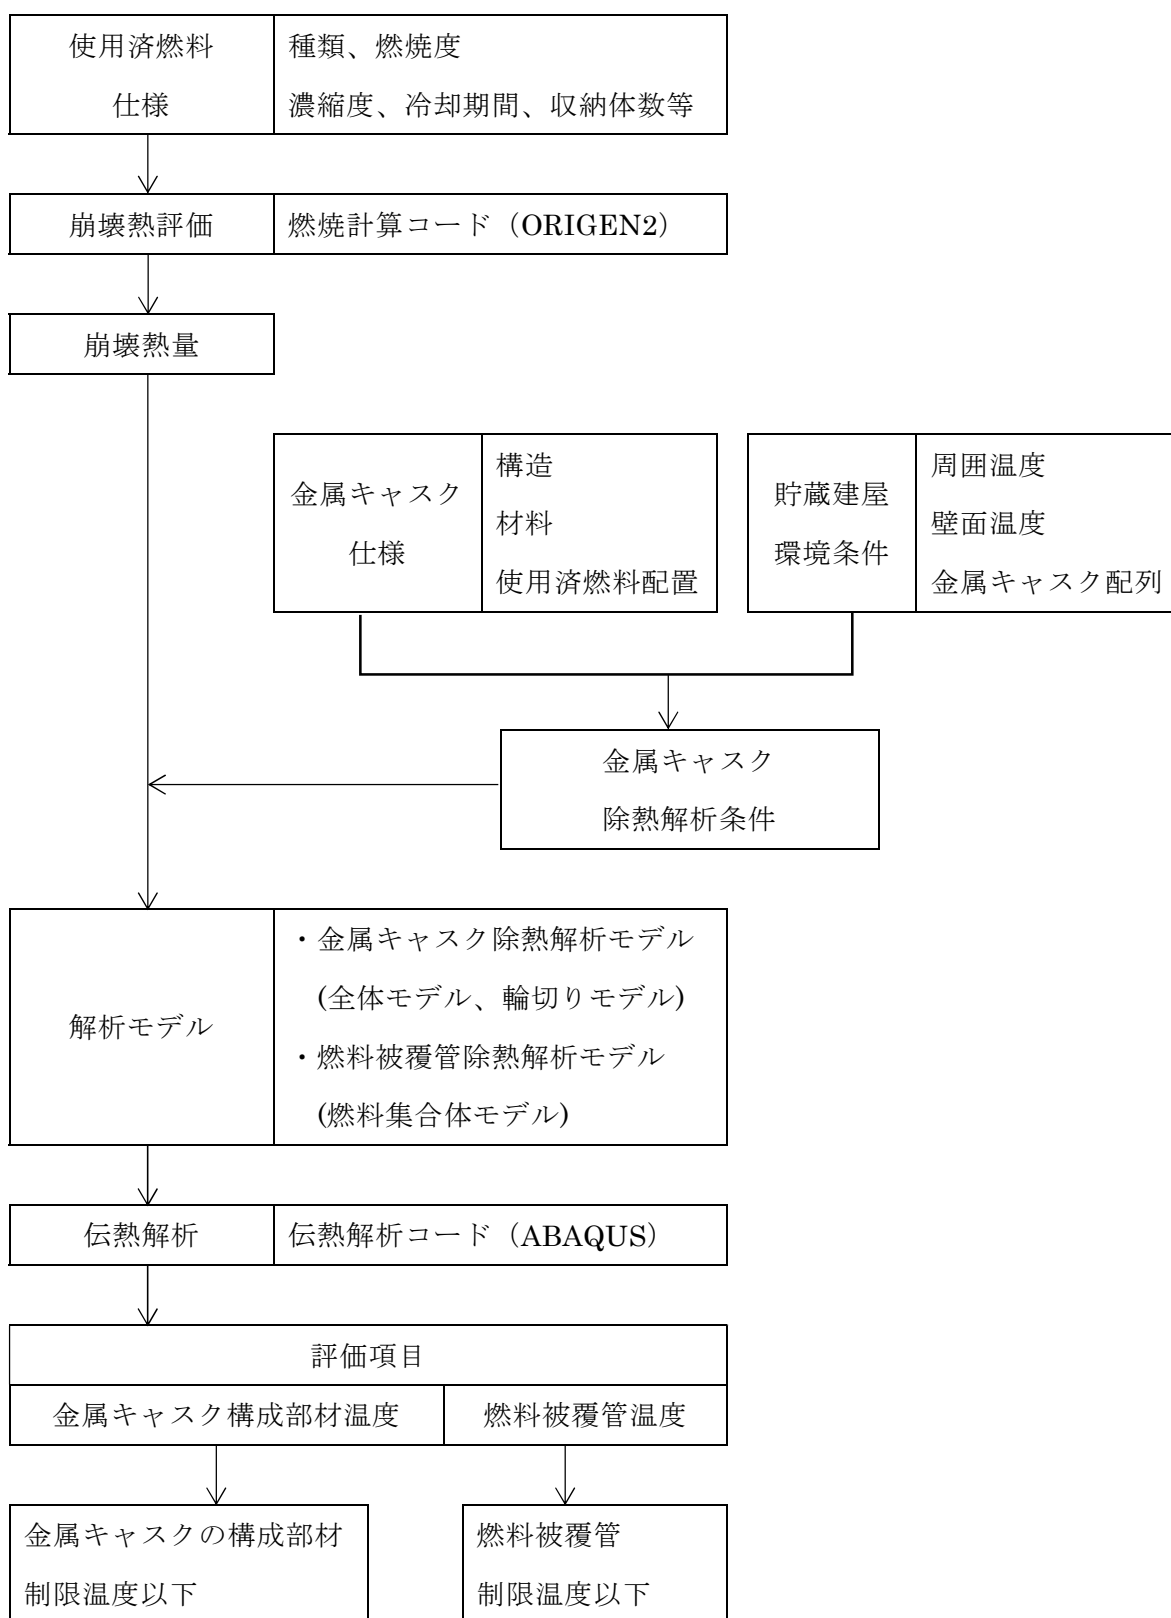 使用済燃料
仕様
種類、燃焼度
濃縮度、冷却期間、収納体数等
崩壊熱評価
燃焼計算コード（ORIGEN2）
崩壊熱量
金属キャスク
仕様
構造
材料
使用済燃料配置
貯蔵建屋
環境条件
周囲温度
壁面温度
金属キャスク配列
金属キャスク
除熱解析条件
解析モデル
・金属キャスク除熱解析モデル
(全体モデル、輪切りモデル)
・燃料被覆管除熱解析モデル
(燃料集合体モデル)
伝熱解析
伝熱解析コード（ABAQUS）
評価項目
金属キャスク構成部材温度
燃料被覆管温度
金属キャスクの構成部材
制限温度以下
燃料被覆管
制限温度以下